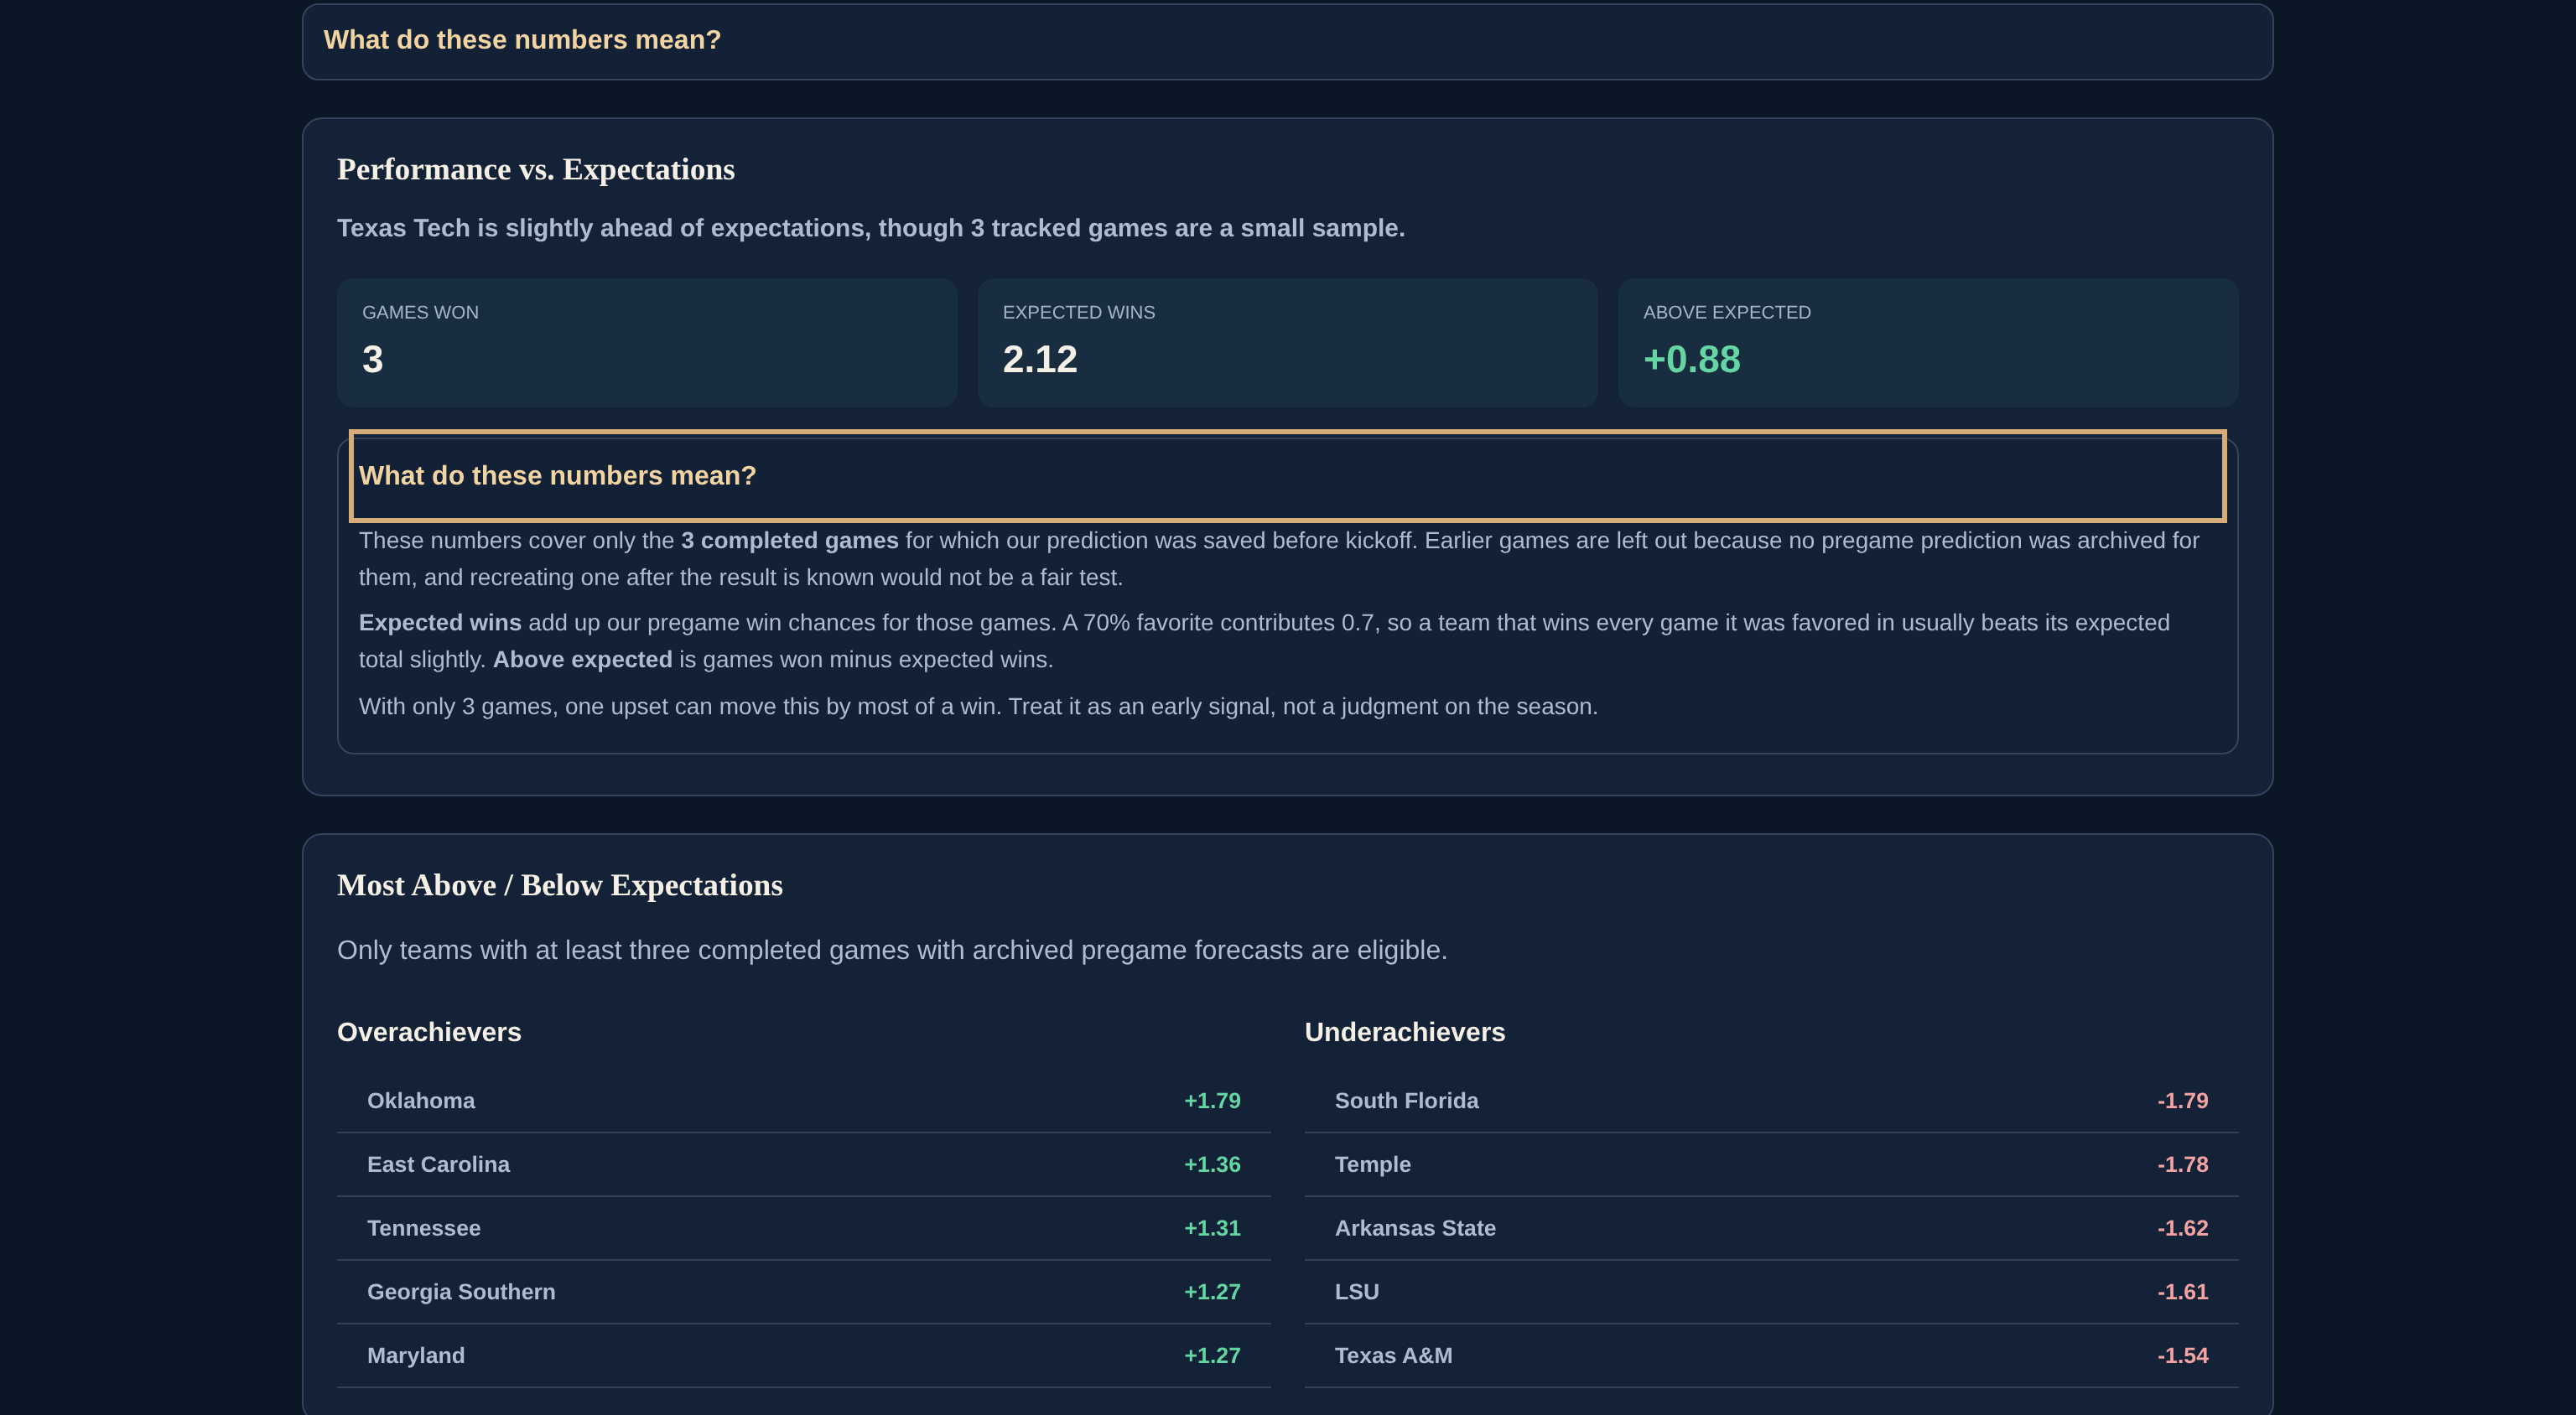 What do these numbers mean?
Performance vs. Expectations
Texas Tech is slightly ahead of expectations, though 3 tracked games are a small sample.
GAMES WON
3
EXPECTED WINS
2.12
ABOVE EXPECTED
+0.88
What do these numbers mean?
These numbers cover only the 3 completed games for which our prediction was saved before kickoff. Earlier games are left out because no pregame prediction was archived for
them, and recreating one after the result is known would not be a fair test.
Expected wins add up our pregame win chances for those games. A 70% favorite contributes 0.7, so a team that wins every game it was favored in usually beats its expected
total slightly. Above expected is games won minus expected wins.
With only 3 games, one upset can move this by most of a win. Treat it as an early signal, not a judgment on the season.
Most Above / Below Expectations
Only teams with at least three completed games with archived pregame forecasts are eligible.
Overachievers
Oklahoma +1.79
East Carolina +1.36
Tennessee +1.31
Georgia Southern +1.27
Maryland +1.27
Underachievers
South Florida -1.79
Temple -1.78
Arkansas State -1.62
LSU -1.61
Texas A&M -1.54